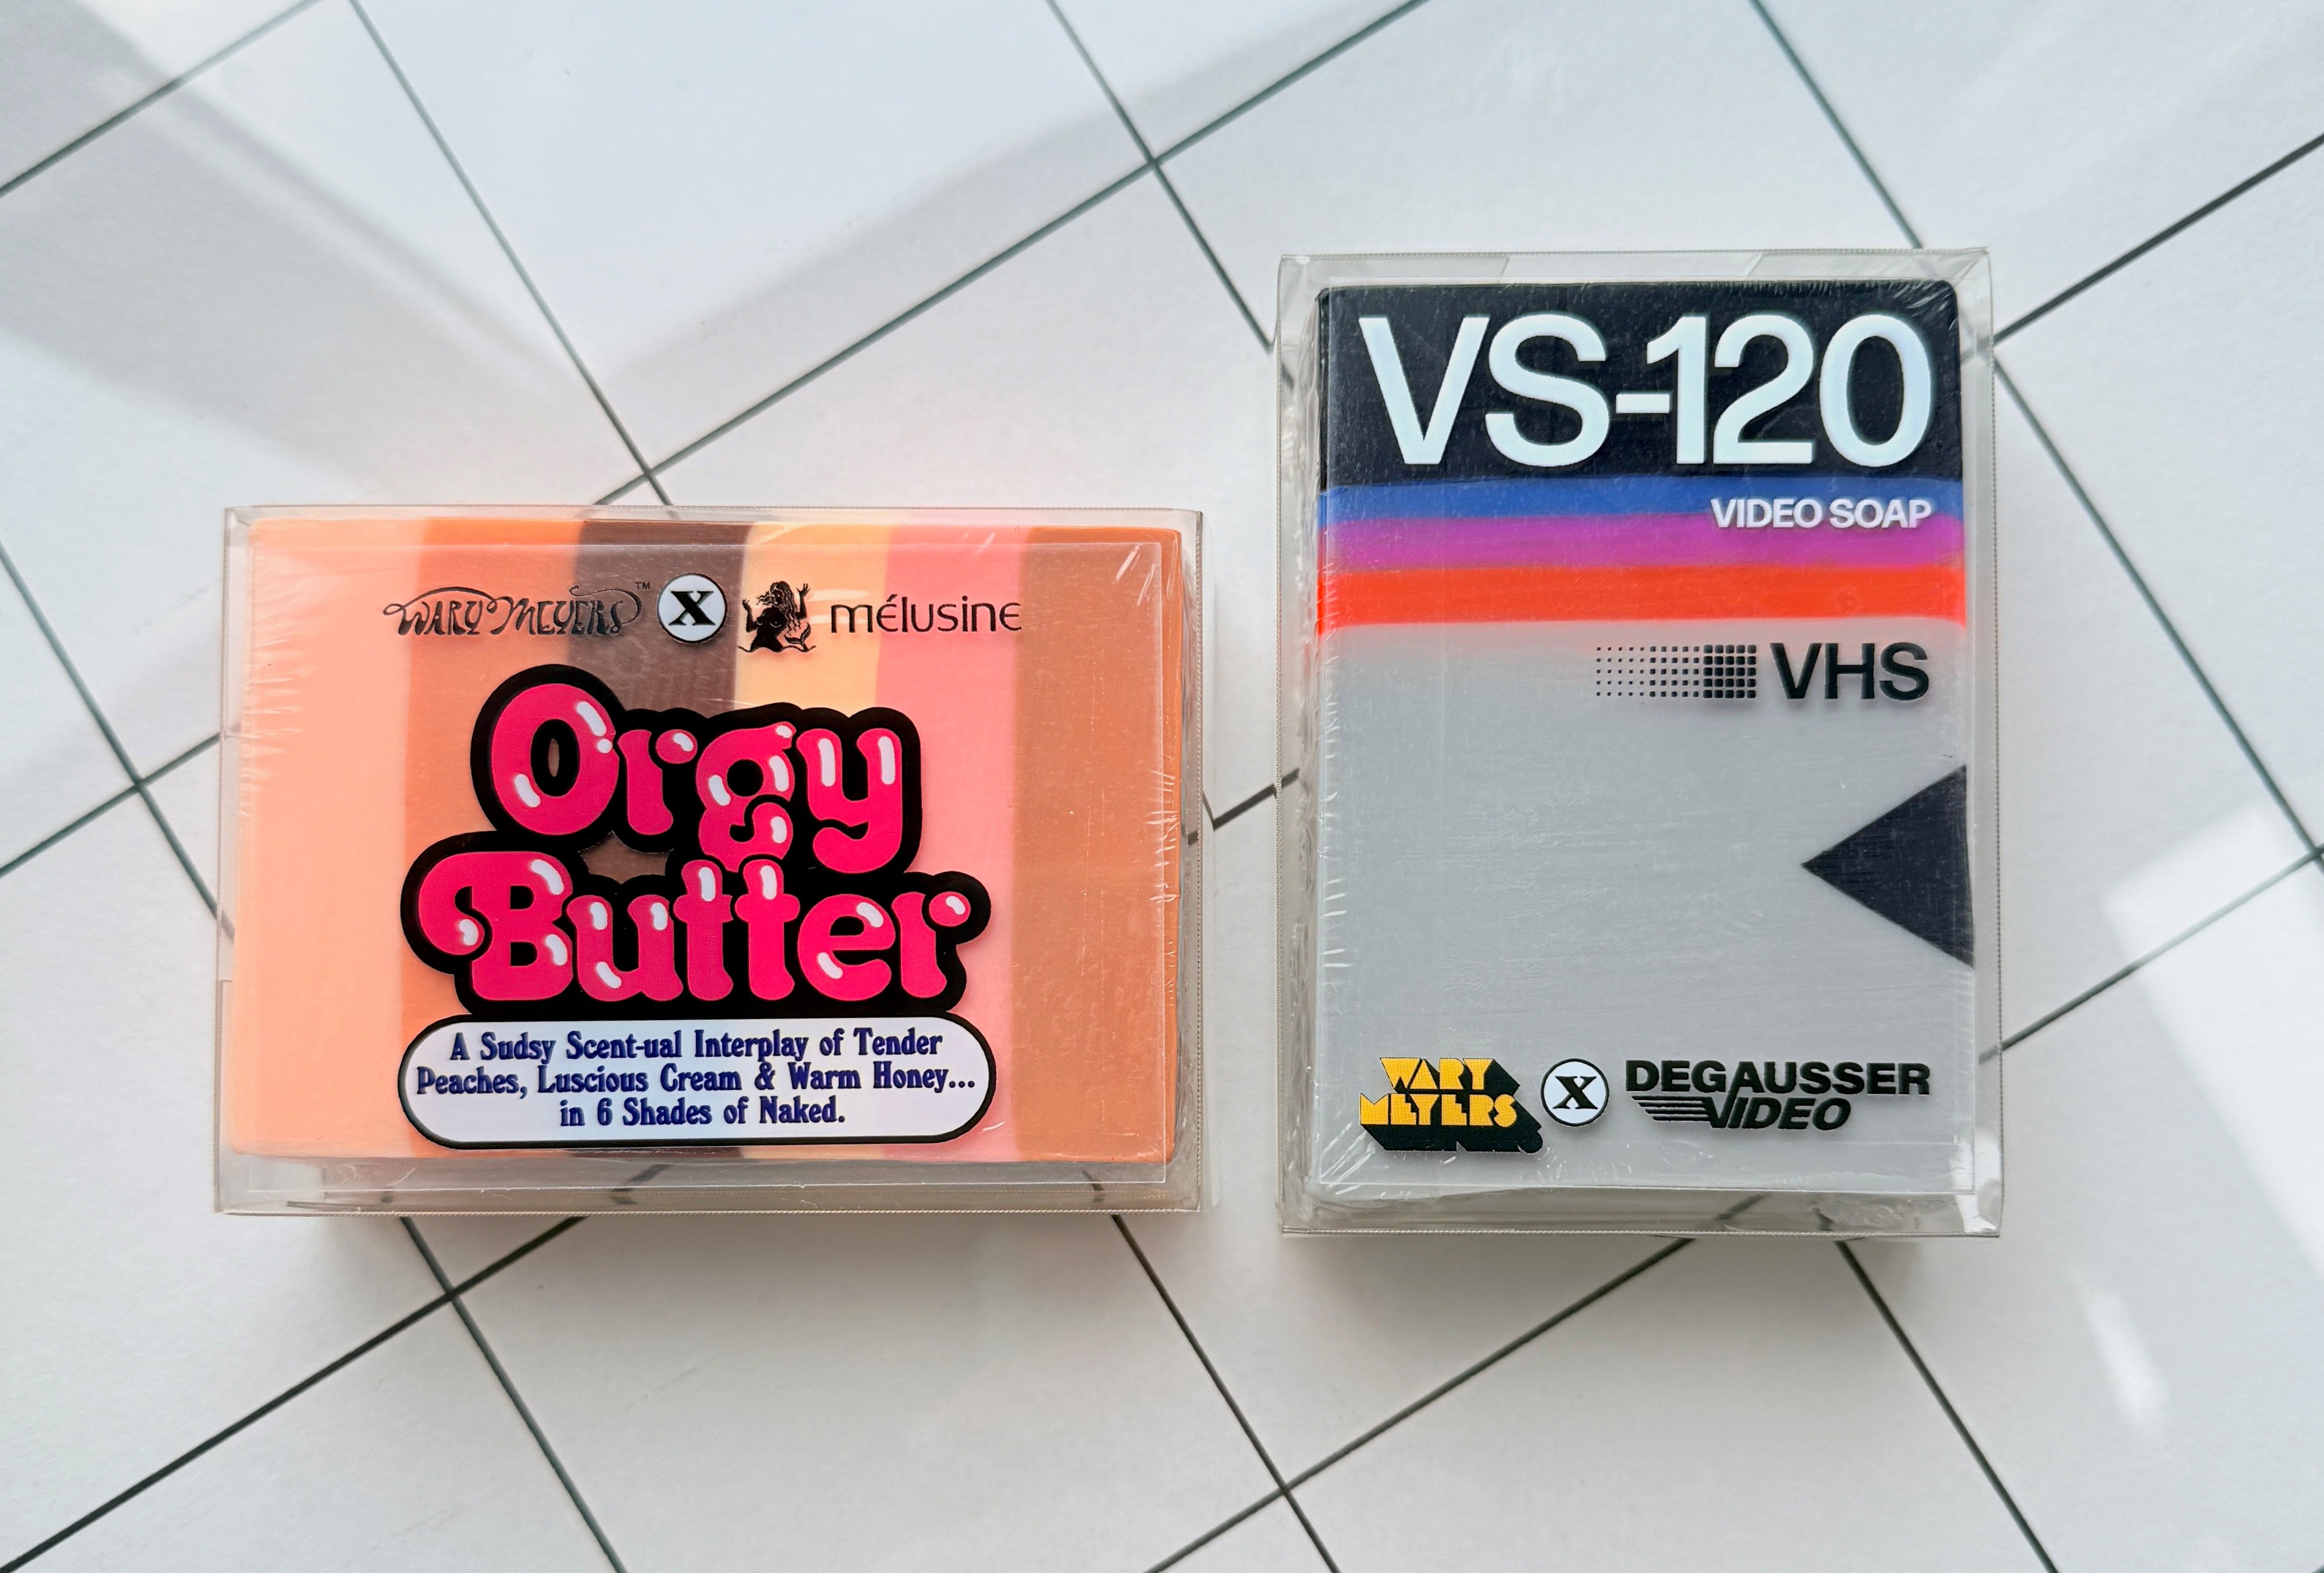 WARY MEYERS™ X mélusine
Orgy
Butter
A Sudsy Scent-ual Interplay of Tender
Peaches, Luscious Cream & Warm Honey...
in 6 Shades of Naked.
VS-120
VIDEO SOAP
VHS
WARY
MEYERS
X
DEGAUSSER
VIDEO